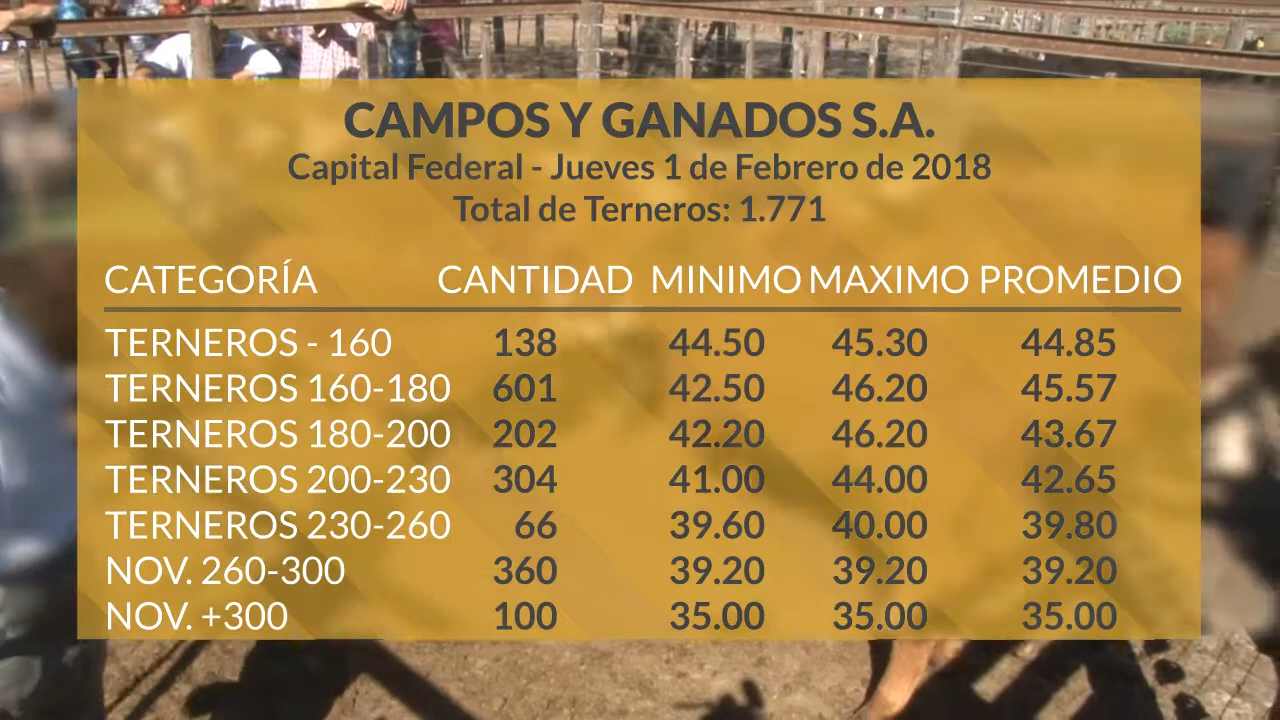 CAMPOS Y GANADOS S.A.
Capital Federal - Jueves 1 de Febrero de 2018
Total de Terneros: 1.771
CATEGORÍA CANTIDAD MINIMO MAXIMO PROMEDIO
TERNEROS - 160 138 44.50 45.30 44.85
TERNEROS 160-180 601 42.50 46.20 45.57
TERNEROS 180-200 202 42.20 46.20 43.67
TERNEROS 200-230 304 41.00 44.00 42.65
TERNEROS 230-260 66 39.60 40.00 39.80
NOV. 260-300 360 39.20 39.20 39.20
NOV. +300 100 35.00 35.00 35.00